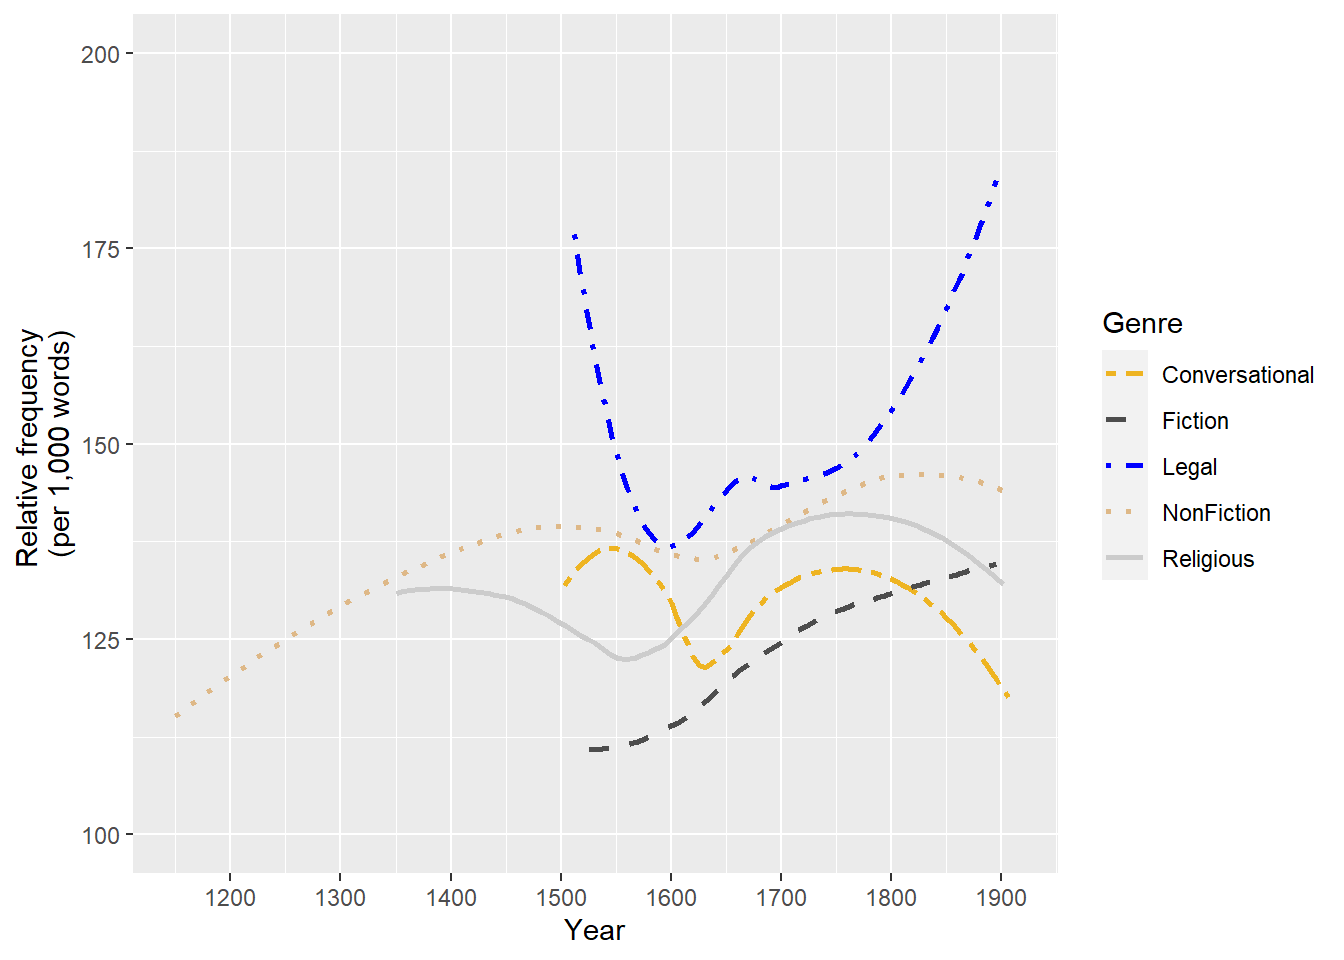 200
175
150
125
100
Relative frequency
(per 1,000 words)
1200 1300 1400 1500 1600 1700 1800 1900
Year
Genre
Conversational
Fiction
Legal
NonFiction
Religious